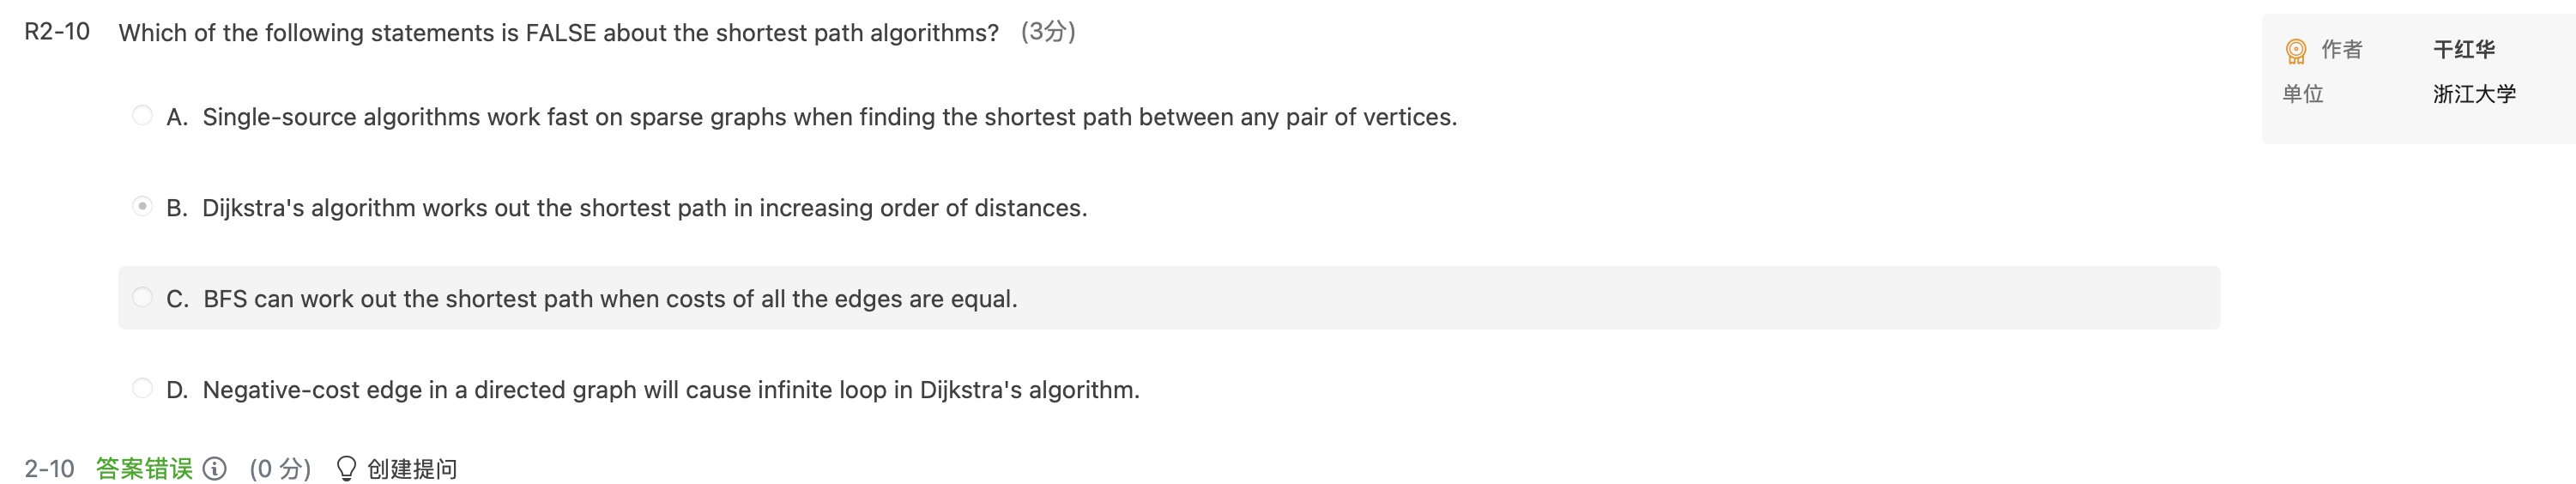 R2-10 Which of the following statements is FALSE about the shortest path algorithms? (3分)
A. Single-source algorithms work fast on sparse graphs when finding the shortest path between any pair of vertices.
B. Dijkstra's algorithm works out the shortest path in increasing order of distances.
C. BFS can work out the shortest path when costs of all the edges are equal.
D. Negative-cost edge in a directed graph will cause infinite loop in Dijkstra's algorithm.
2-10 答案错误 (0 分) 创建提问
作者 干红华
单位 浙江大学